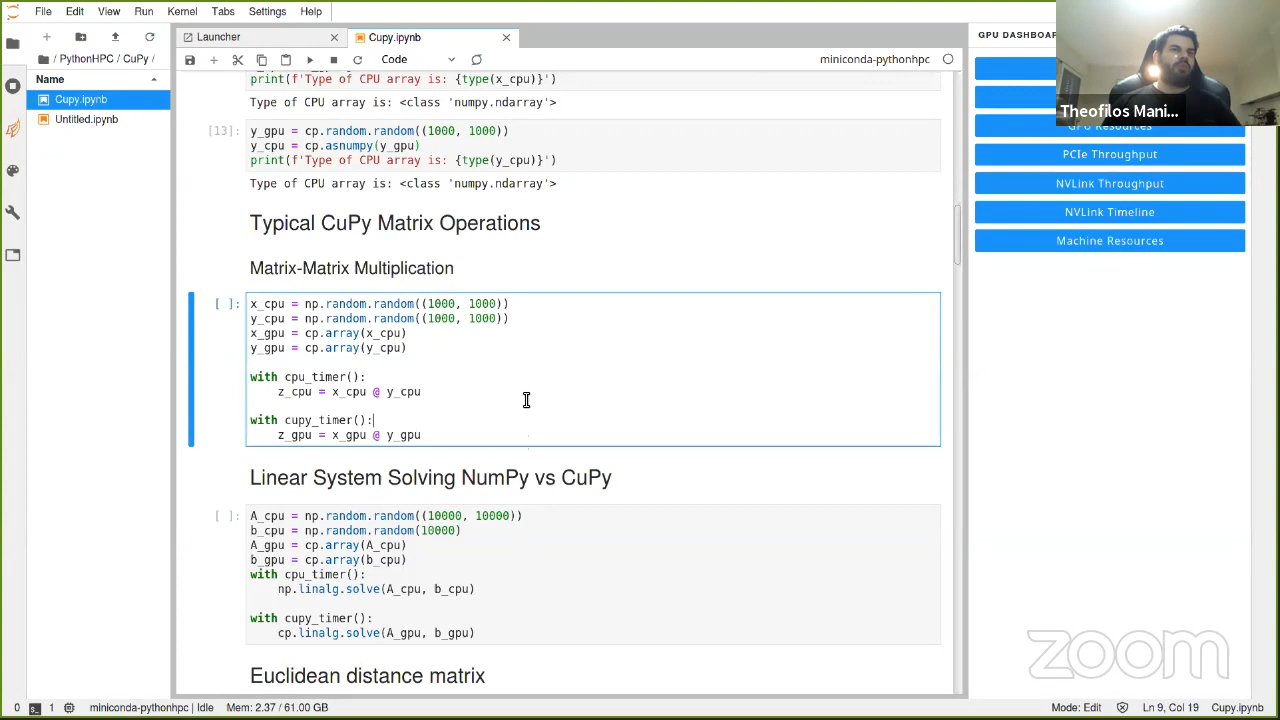 File Edit View Run Kernel Tabs Settings Help
Launcher
Cupy.ipynb
GPU DASHBOAR
/ PythonHPC / CuPy /
Code
miniconda-pythonhpc
Name
Cupy.ipynb
Untitled.ipynb
print(f'Type of CPU array is: {type(x_cpu)}')
Type of CPU array is: <class 'numpy.ndarray'>
[13]: y_gpu = cp.random.random((1000, 1000))
y_cpu = cp.asnumpy(y_gpu)
print(f'Type of CPU array is: {type(y_cpu)}')
Type of CPU array is: <class 'numpy.ndarray'>
Typical CuPy Matrix Operations
Matrix-Matrix Multiplication
[ ]: x_cpu = np.random.random((1000, 1000))
y_cpu = np.random.random((1000, 1000))
x_gpu = cp.array(x_cpu)
y_gpu = cp.array(y_cpu)
with cpu_timer():
z_cpu = x_cpu @ y_cpu
with cupy_timer():
z_gpu = x_gpu @ y_gpu
Linear System Solving NumPy vs CuPy
[ ]: A_cpu = np.random.random((10000, 10000))
b_cpu = np.random.random(10000)
A_gpu = cp.array(A_cpu)
b_gpu = cp.array(b_cpu)
with cpu_timer():
np.linalg.solve(A_cpu, b_cpu)
with cupy_timer():
cp.linalg.solve(A_gpu, b_gpu)
Euclidean distance matrix
Theofilos Mani...
GPU Resources
PCIe Throughput
NVLink Throughput
NVLink Timeline
Machine Resources
zoom
0 1 miniconda-pythonhpc | Idle Mem: 2.37 / 61.00 GB
Mode: Edit Ln 9, Col 19 Cupy.ipynb